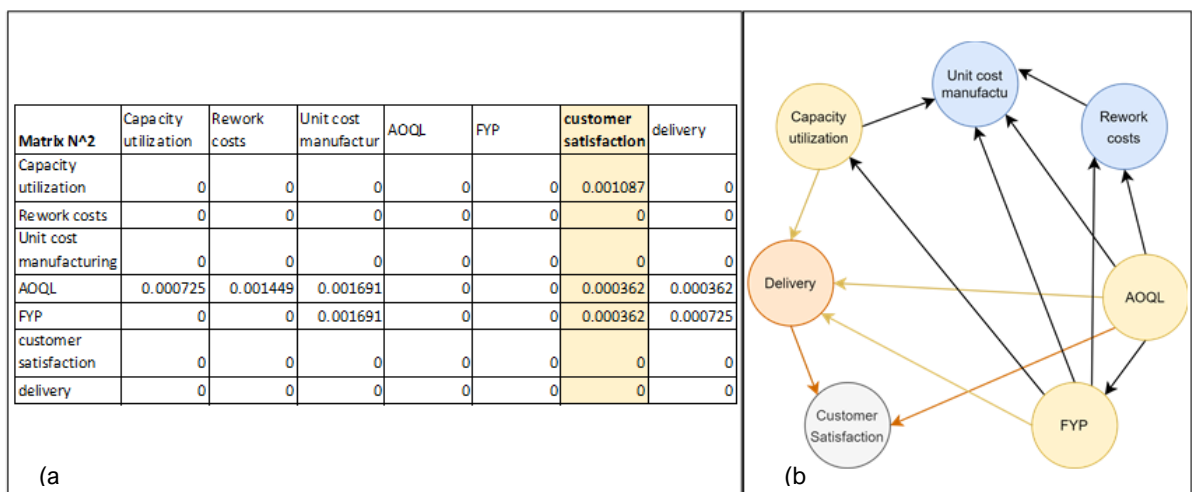 Matrix N^2 Capacity utilization Rework costs Unit cost manufactur AOQL FYP customer satisfaction delivery
Capacity utilization 0 0 0 0 0 0.001087 0
Rework costs 0 0 0 0 0 0 0
Unit cost manufacturing 0 0 0 0 0 0 0
AOQL 0.000725 0.001449 0.001691 0 0 0.000362 0.000362
FYP 0 0 0.001691 0 0 0.000362 0.000725
customer satisfaction 0 0 0 0 0 0 0
delivery 0 0 0 0 0 0 0
(a
Unit cost
manufactu
Capacity
utilization
Rework
costs
Delivery
AOQL
Customer
Satisfaction
FYP
(b